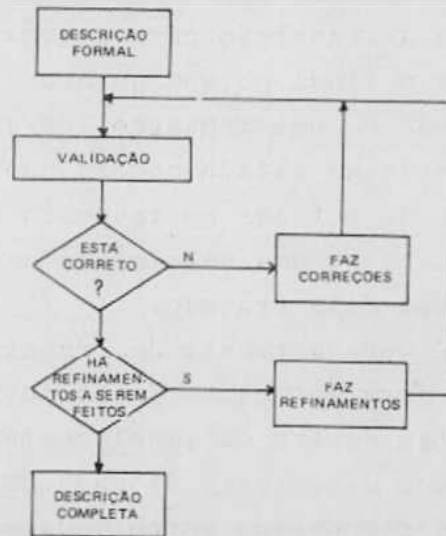 DESCRIÇÃO
FORMAL
VALIDAÇÃO
ESTA
CORRETO
?
N
FAZ
CORREÇÕES
HA
REFINAMEN-
TOS A SEREM
FEITOS
S
FAZ
REFINAMENTOS
DESCRIÇÃO
COMPLETA